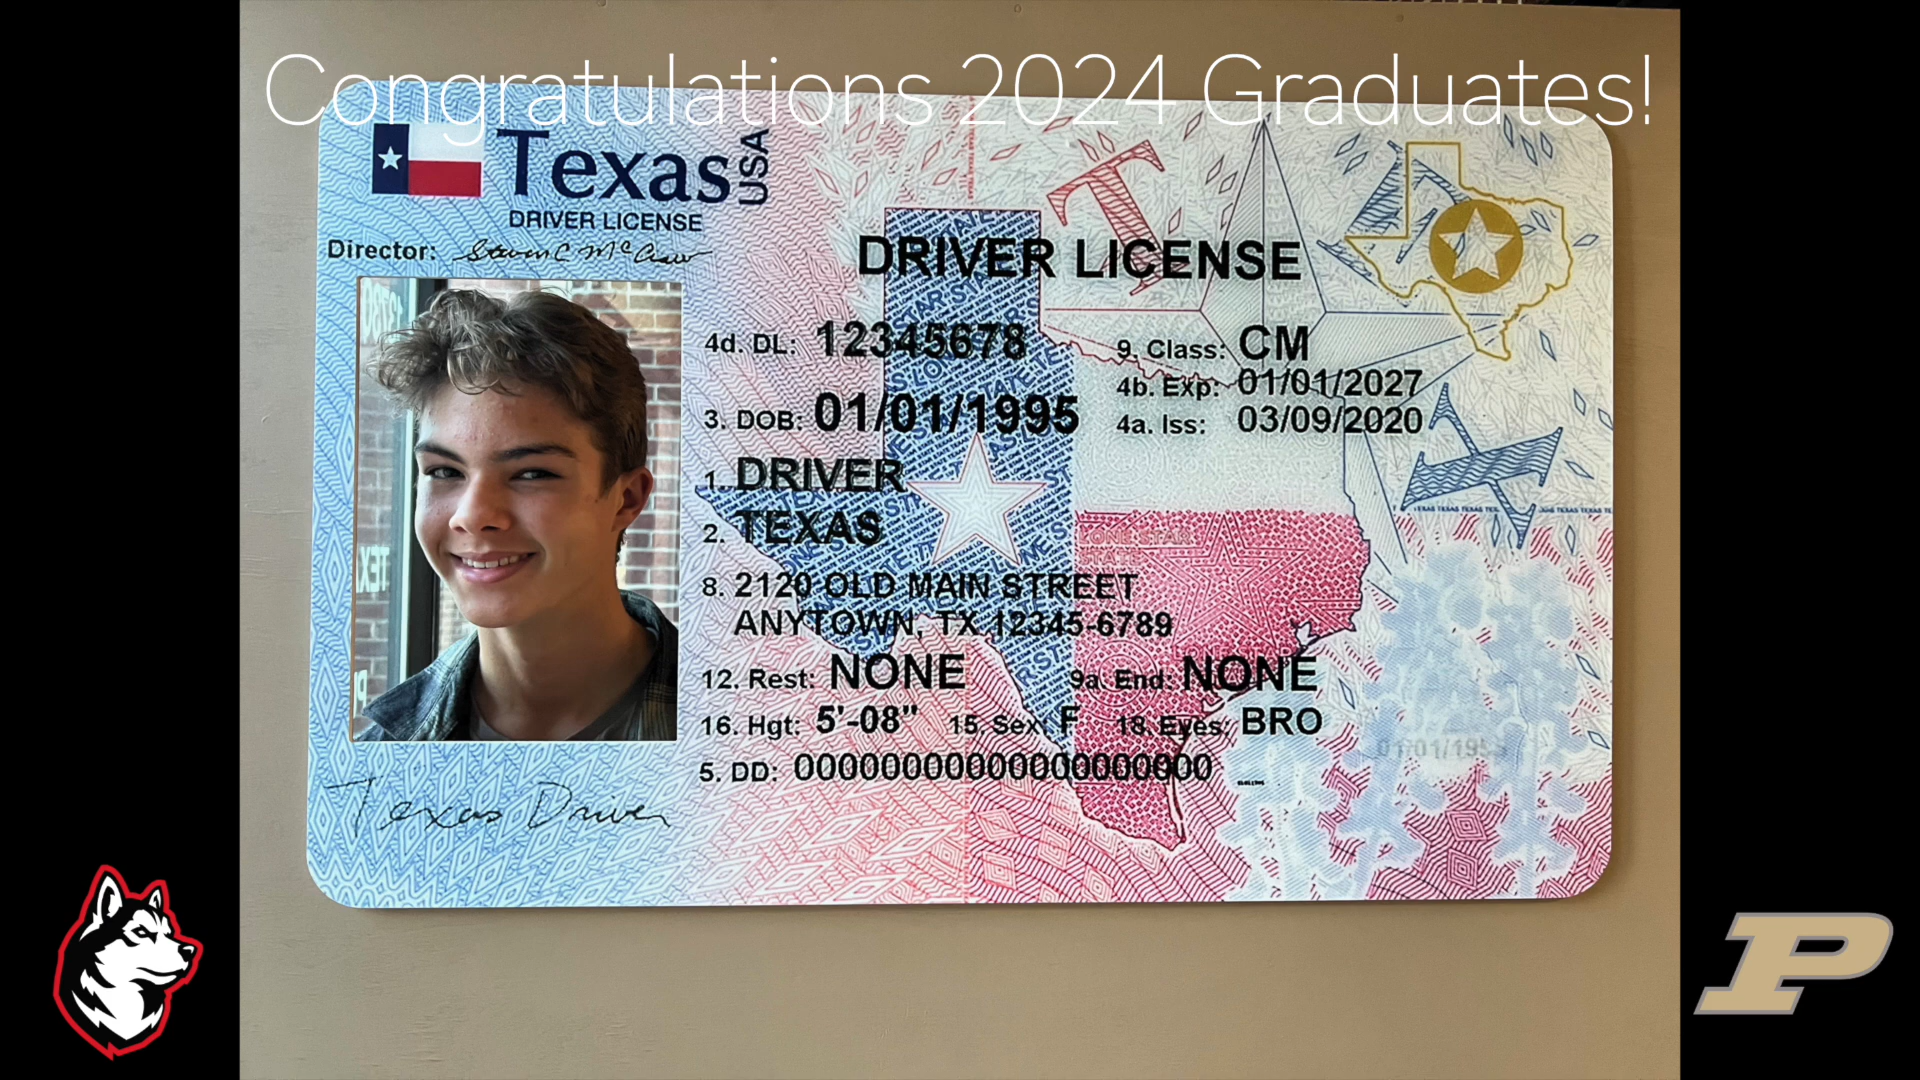 Congratulations 2024 Graduates!
Texas USA
DRIVER LICENSE
Director: Steven C McCraw
DRIVER LICENSE
4d. DL: 12345678
9. Class: CM
4b. Exp: 01/01/2027
3. DOB: 01/01/1995
4a. Iss: 03/09/2020
1. DRIVER
2. TEXAS
8. 2120 OLD MAIN STREET
ANYTOWN, TX 12345-6789
12. Rest: NONE
9a. End: NONE
16. Hgt: 5'-08" 15. Sex: F 18. Eyes: BRO
5. DD: 00000000000000000000
Texas Driver
P